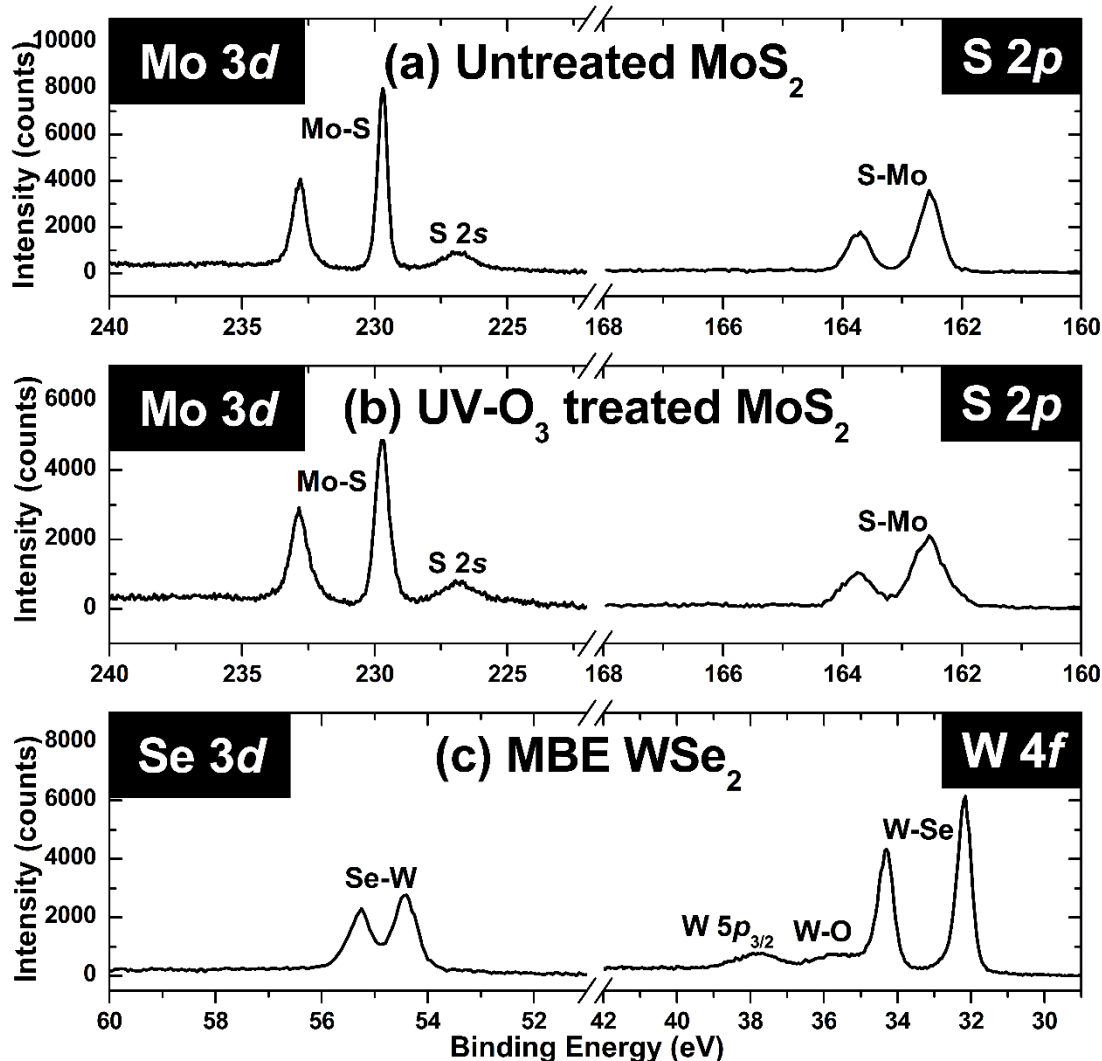 Mo 3d (a) Untreated MoS₂ S 2p
Intensity (counts)
10000
8000
6000
4000
2000
0
Mo-S
S 2s
S-Mo
240 235 230 225 168 166 164 162 160
Mo 3d (b) UV-O₃ treated MoS₂ S 2p
Intensity (counts)
6000
4000
2000
0
Mo-S
S 2s
S-Mo
240 235 230 225 168 166 164 162 160
Se 3d (c) MBE WSe₂ W 4f
Intensity (counts)
8000
6000
4000
2000
0
Se-W
W 5p₃/₂
W-O
W-Se
60 58 56 54 52 42 40 38 36 34 32 30
Binding Energy (eV)